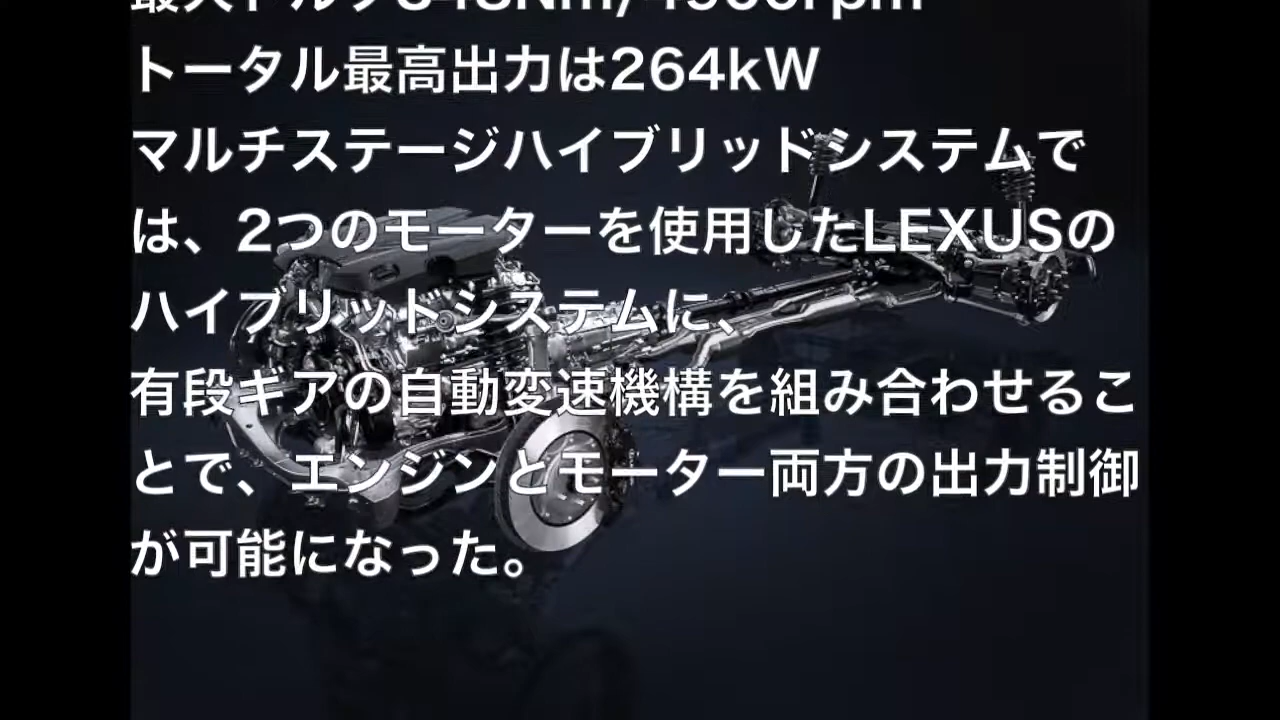 トータル最高出力は264kW
マルチステージハイブリッドシステムで
は、2つのモーターを使用したLEXUSの
ハイブリットシステムに、
有段ギアの自動変速機構を組み合わせるこ
とで、エンジンとモーター両方の出力制御
が可能になった。